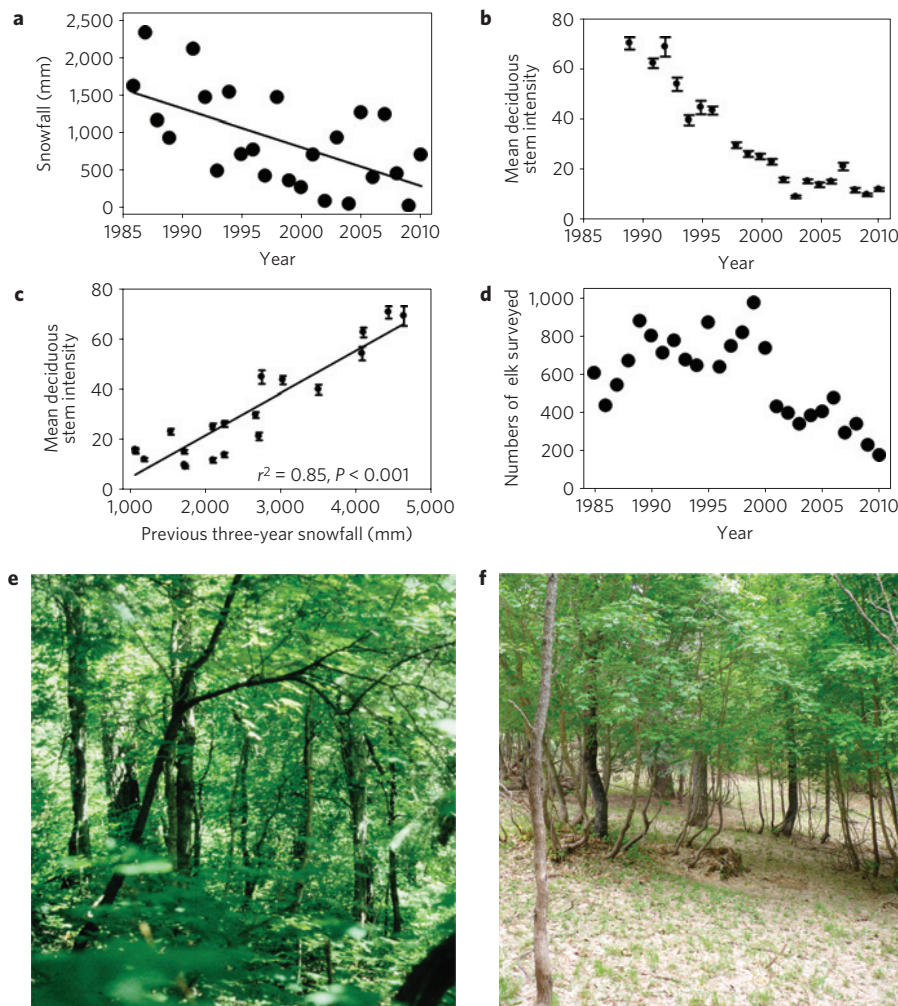 a
Snowfall (mm)
2,500
2,000
1,500
1,000
500
0
1985 1990 1995 2000 2005 2010
Year
b
Mean deciduous
stem intensity
80
60
40
20
0
1985 1990 1995 2000 2005 2010
Year
c
Mean deciduous
stem intensity
80
60
40
20
0
r² = 0.85, P < 0.001
1,000 2,000 3,000 4,000 5,000
Previous three-year snowfall (mm)
d
Numbers of elk surveyed
1,000
800
600
400
200
0
1985 1990 1995 2000 2005 2010
Year
e
f